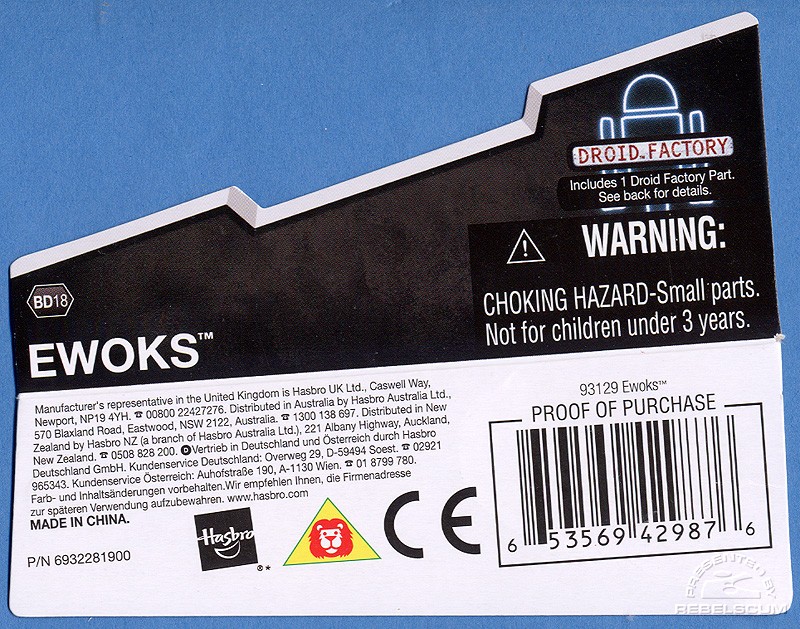 DROID FACTORY
Includes 1 Droid Factory Part.
See back for details.
WARNING:
CHOKING HAZARD-Small parts.
Not for children under 3 years.
BD18
EWOKS™
Manufacturer's representative in the United Kingdom is Hasbro UK Ltd., Caswell Way,
Newport, NP19 4YH. ☎ 00800 22427276. Distributed in Australia by Hasbro Australia Ltd.,
570 Blaxland Road, Eastwood, NSW 2122, Australia. ☎ 1300 138 697. Distributed in New
Zealand by Hasbro NZ (a branch of Hasbro Australia Ltd.), 221 Albany Highway, Auckland,
New Zealand. ☎ 0508 828 200. D Vertrieb in Deutschland und Österreich durch Hasbro
Deutschland GmbH. Kundenservice Deutschland: Overweg 29, D-59494 Soest. ☎ 02921
965343. Kundenservice Österreich: Auhofstraße 190, A-1130 Wien. ☎ 01 8799 780.
Farb- und Inhaltsänderungen vorbehalten.Wir empfehlen Ihnen, die Firmenadresse
zur späteren Verwendung aufzubewahren. www.hasbro.com
MADE IN CHINA.
P/N 6932281900
Hasbro
®*
CE
93129 Ewoks™
PROOF OF PURCHASE
6 53569 42987 6
PRESENTED BY
REBELSCUM